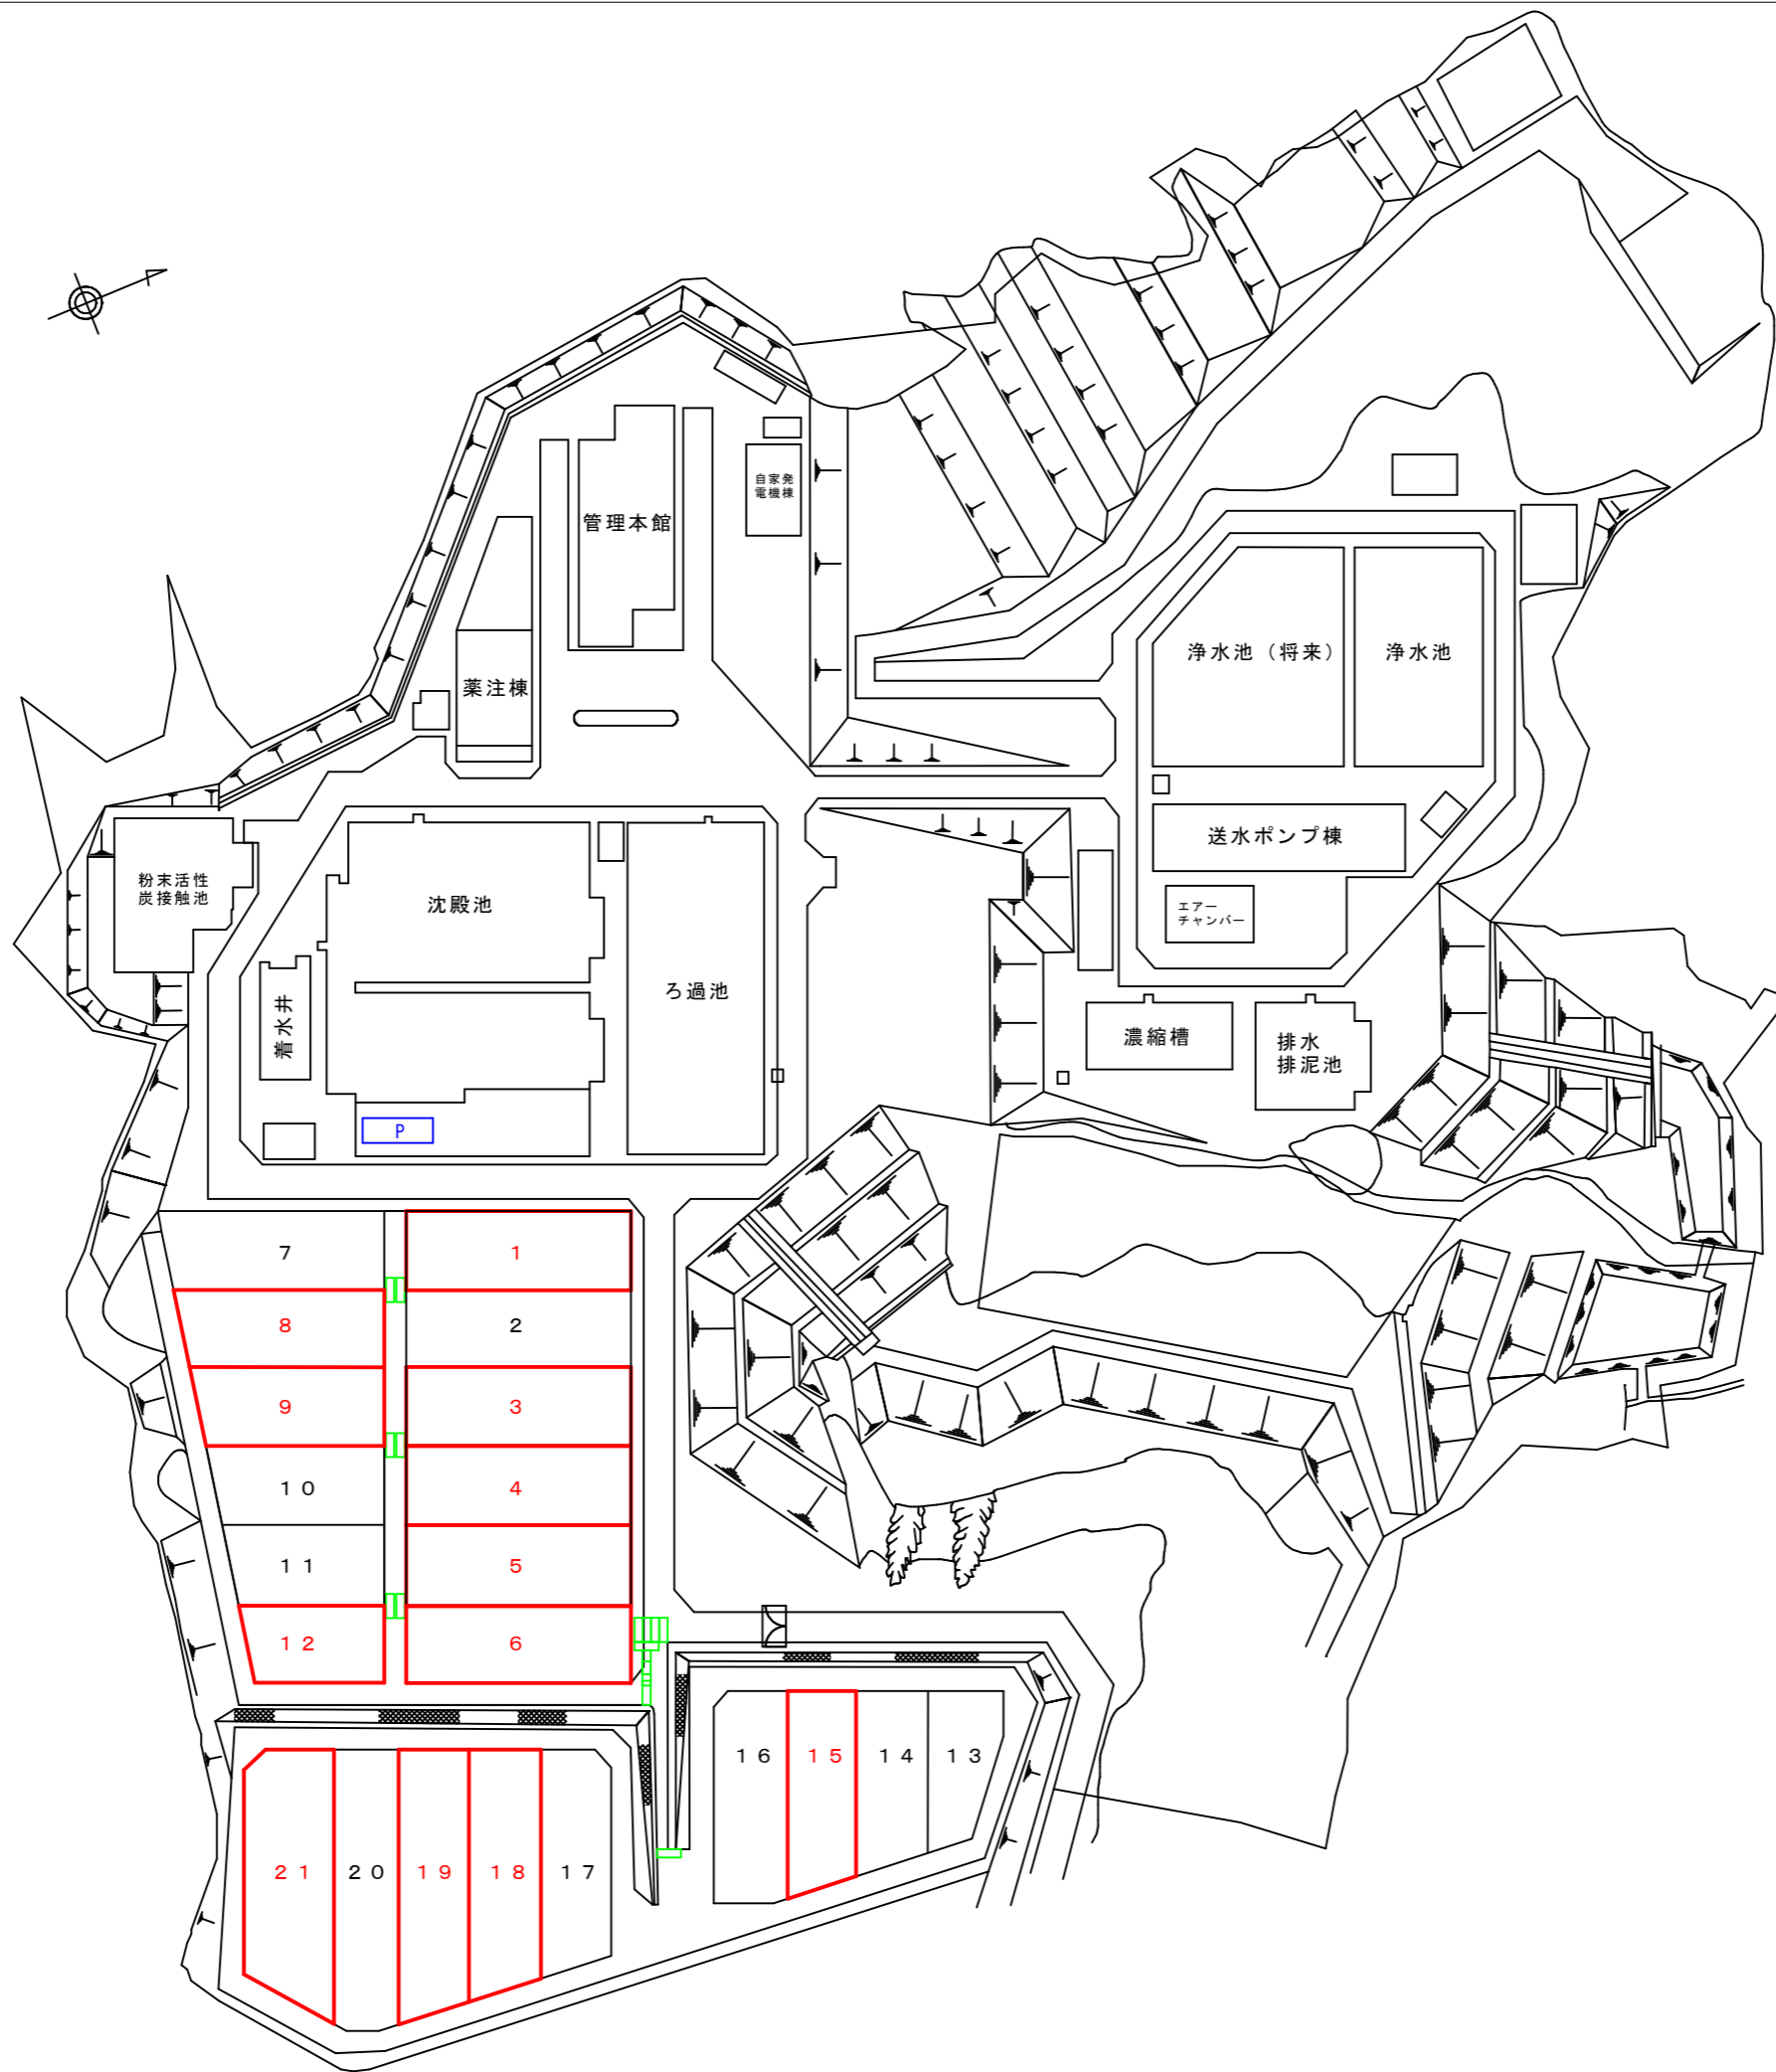 自家発
電機棟
管理本館
浄水池（将来）
浄水池
薬注棟
送水ポンプ棟
粉末活性
炭接触池
沈殿池
エアー
チャンバー
ろ過池
着水井
濃縮槽
排水
排泥池
P
7
1
8
2
9
3
10
4
11
5
12
6
16
15
14
13
21
20
19
18
17